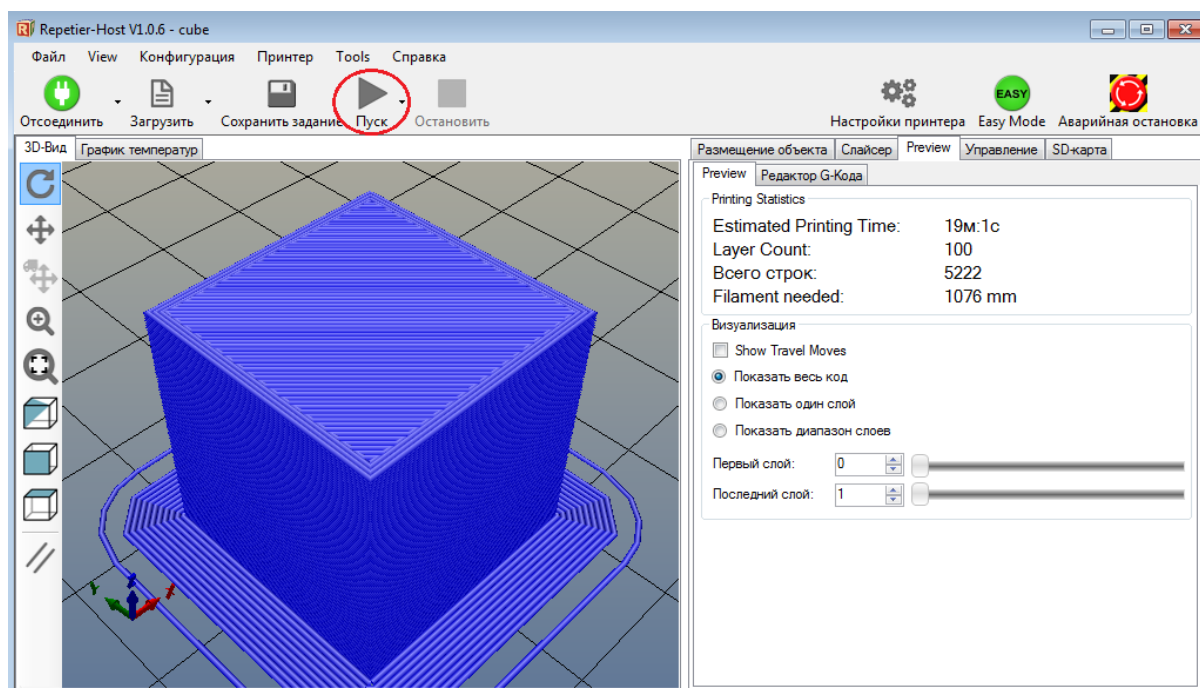 Repetier-Host V1.0.6 - cube
Файл View Конфигурация Принтер Tools Справка
EASY
Отсоединить Загрузить Сохранить задание Пуск Остановить Настройки принтера Easy Mode Аварийная остановка
3D-Вид График температур Размещение объекта Слайсер Preview Управление SD-карта
Preview Редактор G-Кода
Printing Statistics
Estimated Printing Time: 19м:1с
Layer Count: 100
Всего строк: 5222
Filament needed: 1076 mm
Визуализация
Show Travel Moves
Показать весь код
Показать один слой
Показать диапазон слоев
Первый слой: 0
Последний слой: 1